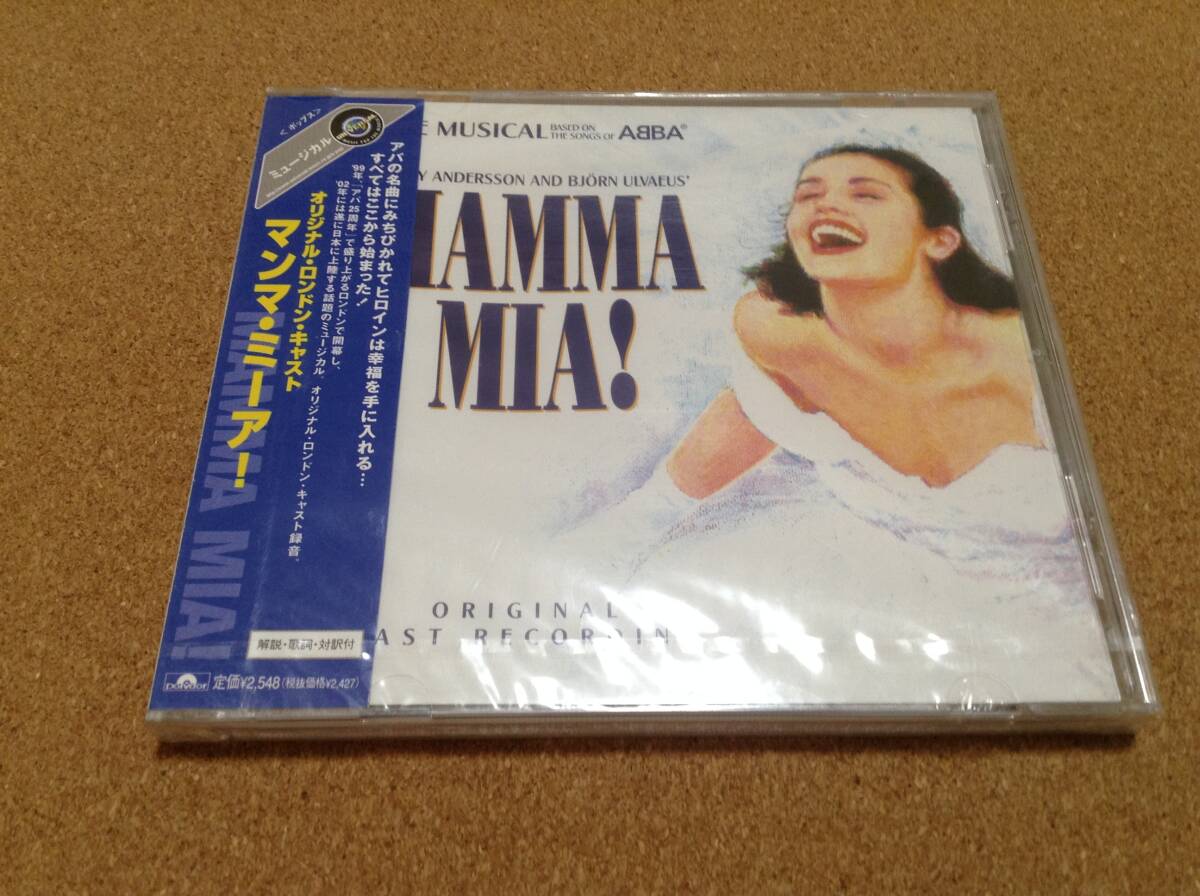 <ポップス>
ミュージカル
オリジナル・ロンドン・キャスト
マンマ・ミーア!
MAMMA MIA!
アバの名曲にみちびかれてヒロインは幸福を手に入れる…
すべてはここから始まった!
'99年、「アバ25周年」で盛り上がるロンドンで開幕し、
'02年には遂に日本に上陸する話題のミュージカル、オリジナル・ロンドン・キャスト録音。
解説・歌詞・対訳付
polydor 定価¥2,548(税抜価格¥2,427)
E MUSICAL BASED ON THE SONGS OF ABBA®
Y ANDERSSON AND BJÖRN ULVAEUS'
MAMMA
MIA!
ORIGINAL
AST RECORDIN